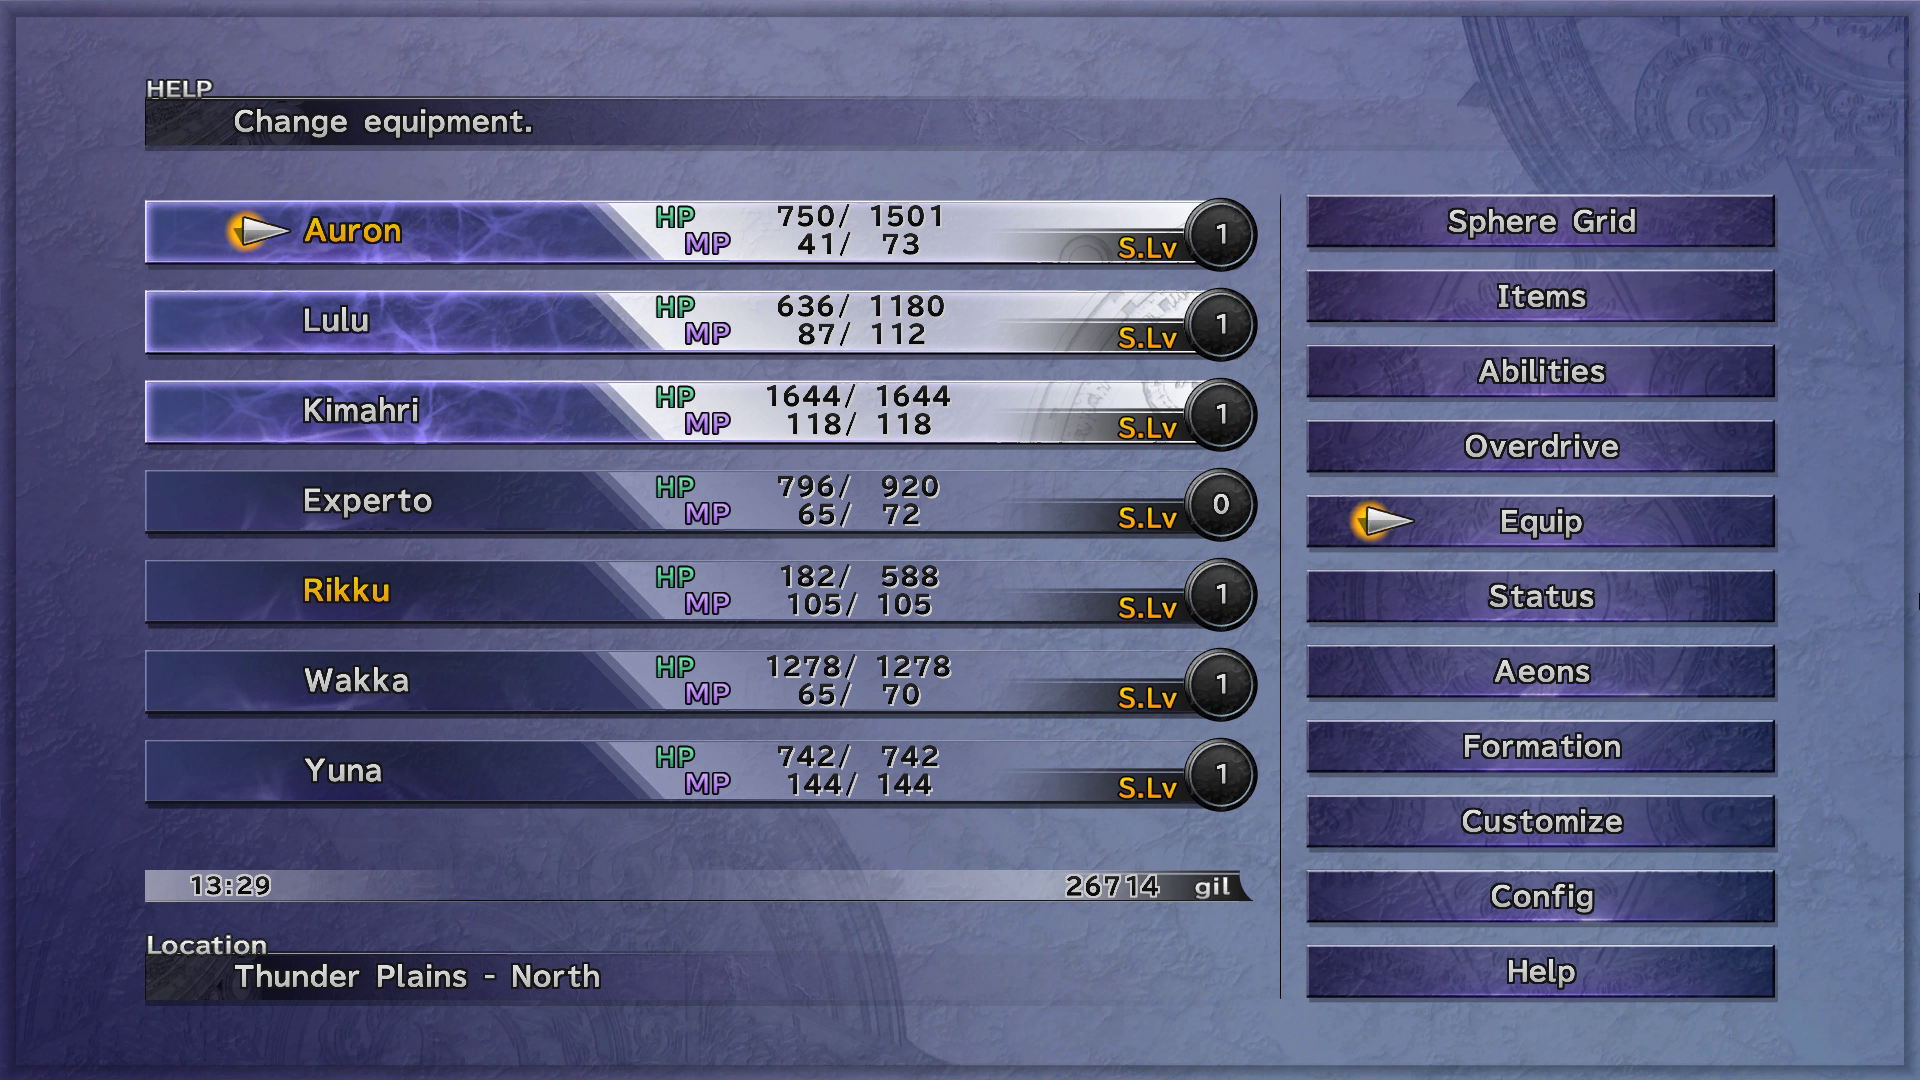 HELP
Change equipment.
Auron HP 750/ 1501 MP 41/ 73 S.Lv 1
Lulu HP 636/ 1180 MP 87/ 112 S.Lv 1
Kimahri HP 1644/ 1644 MP 118/ 118 S.Lv 1
Experto HP 796/ 920 MP 65/ 72 S.Lv 0
Rikku HP 182/ 588 MP 105/ 105 S.Lv 1
Wakka HP 1278/ 1278 MP 65/ 70 S.Lv 1
Yuna HP 742/ 742 MP 144/ 144 S.Lv 1
13:29 26714 gil
Location
Thunder Plains - North
Sphere Grid
Items
Abilities
Overdrive
Equip
Status
Aeons
Formation
Customize
Config
Help